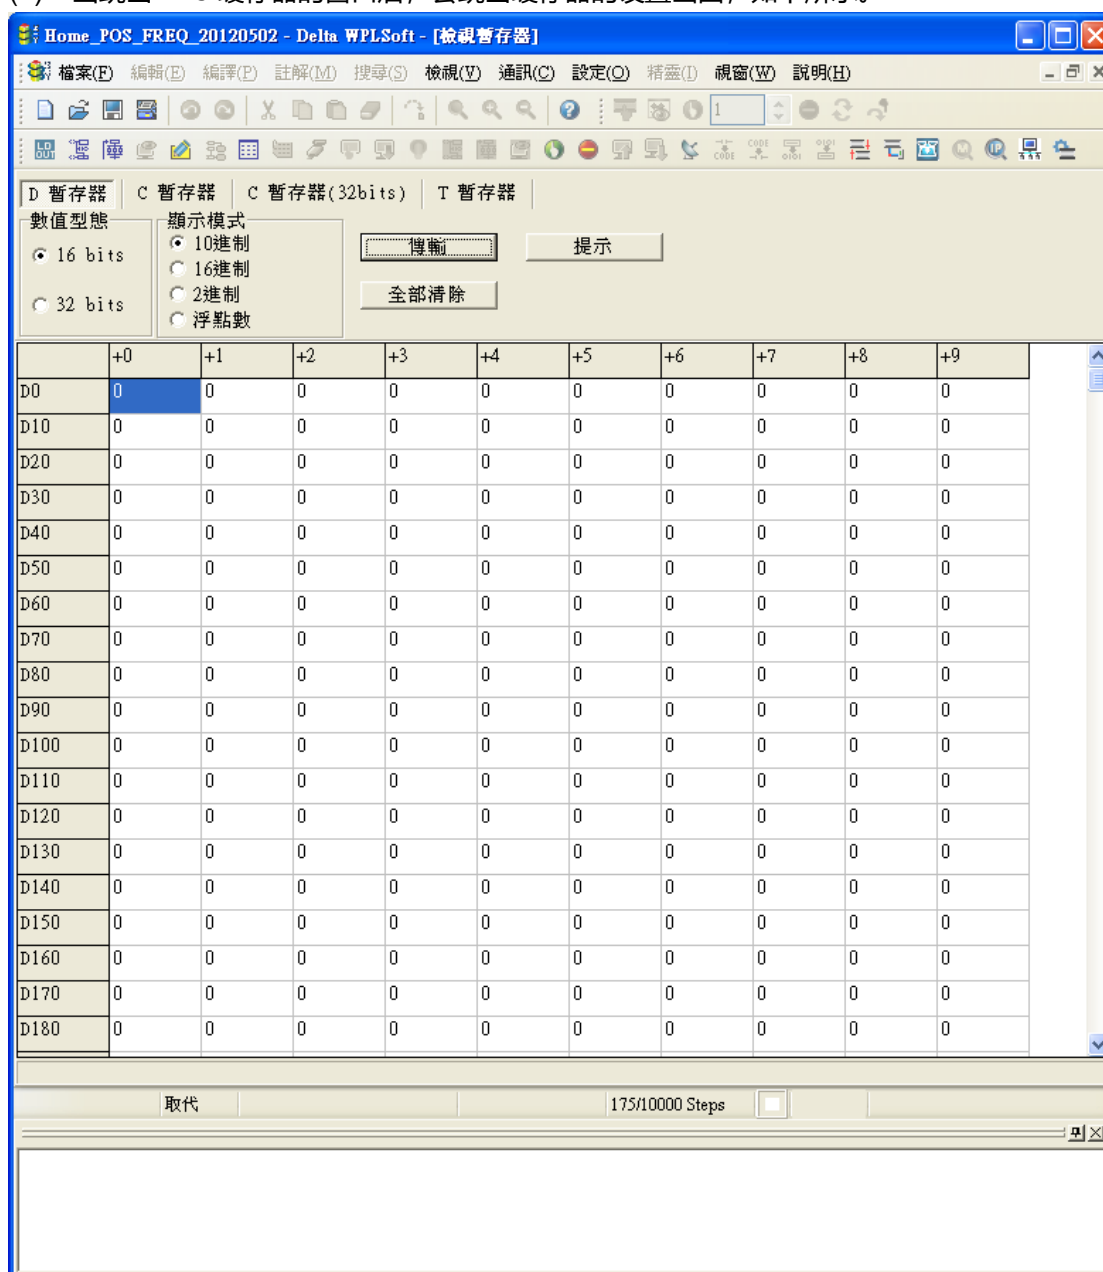 Home_POS_FREQ_20120502 - Delta WPLSoft - [檢視暫存器]
檔案(F) 編輯(E) 編譯(P) 註解(M) 搜尋(S) 檢視(V) 通訊(C) 設定(O) 精靈(I) 視窗(W) 說明(H)
1
D 暫存器 C 暫存器 C 暫存器(32bits) T 暫存器
數值型態 顯示模式
16 bits
32 bits
10進制
16進制
2進制
浮點數
傳輸 提示
全部清除
+0 +1 +2 +3 +4 +5 +6 +7 +8 +9
D0 0 0 0 0 0 0 0 0 0 0
D10 0 0 0 0 0 0 0 0 0 0
D20 0 0 0 0 0 0 0 0 0 0
D30 0 0 0 0 0 0 0 0 0 0
D40 0 0 0 0 0 0 0 0 0 0
D50 0 0 0 0 0 0 0 0 0 0
D60 0 0 0 0 0 0 0 0 0 0
D70 0 0 0 0 0 0 0 0 0 0
D80 0 0 0 0 0 0 0 0 0 0
D90 0 0 0 0 0 0 0 0 0 0
D100 0 0 0 0 0 0 0 0 0 0
D110 0 0 0 0 0 0 0 0 0 0
D120 0 0 0 0 0 0 0 0 0 0
D130 0 0 0 0 0 0 0 0 0 0
D140 0 0 0 0 0 0 0 0 0 0
D150 0 0 0 0 0 0 0 0 0 0
D160 0 0 0 0 0 0 0 0 0 0
D170 0 0 0 0 0 0 0 0 0 0
D180 0 0 0 0 0 0 0 0 0 0
取代 175/10000 Steps